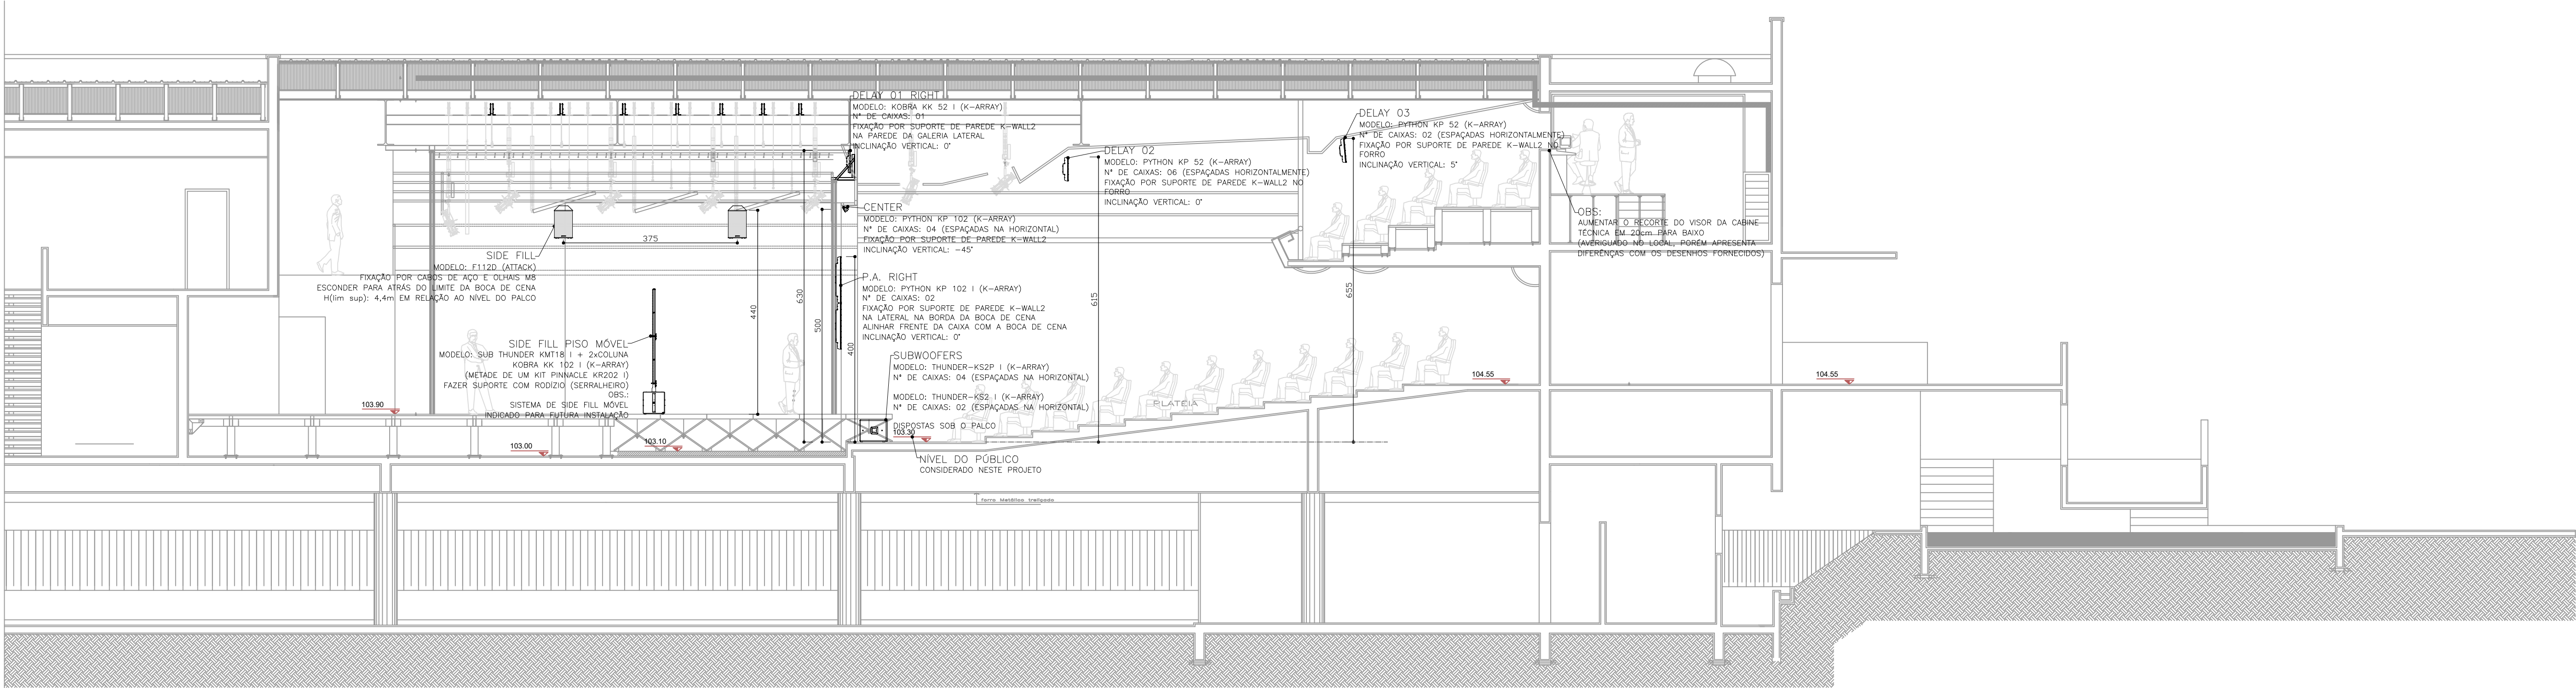 DELAY 01 RIGHT
MODELO: KOBRA KK 52 I (K-ARRAY)
N° DE CAIXAS: 01
FIXAÇÃO POR SUPORTE DE PAREDE K-WALL2
NA PAREDE DA GALERIA LATERAL
INCLINAÇÃO VERTICAL: 0°
DELAY 02
MODELO: PYTHON KP 52 (K-ARRAY)
N° DE CAIXAS: 06 (ESPAÇADAS HORIZONTALMENTE)
FIXAÇÃO POR SUPORTE DE PAREDE K-WALL2 NO
FORRO
INCLINAÇÃO VERTICAL: 0°
DELAY 03
MODELO: PYTHON KP 52 (K-ARRAY)
N° DE CAIXAS: 02 (ESPAÇADAS HORIZONTALMENTE)
FIXAÇÃO POR SUPORTE DE PAREDE K-WALL2 NO
FORRO
INCLINAÇÃO VERTICAL: 5°
CENTER
MODELO: PYTHON KP 102 (K-ARRAY)
N° DE CAIXAS: 04 (ESPAÇADAS NA HORIZONTAL)
FIXAÇÃO POR SUPORTE DE PAREDE K-WALL2
INCLINAÇÃO VERTICAL: -45°
OBS:
AUMENTAR O RECORTE DO VISOR DA CABINE
TÉCNICA EM 20cm PARA BAIXO
(AVERIGUADO NO LOCAL, PORÉM APRESENTA
DIFERÊNÇAS COM OS DESENHOS FORNECIDOS)
375
SIDE FILL
MODELO: F112D (ATTACK)
FIXAÇÃO POR CABOS DE AÇO E OLHAIS M8
ESCONDER PARA ATRÁS DO LIMITE DA BOCA DE CENA
H(lim sup): 4,4m EM RELAÇÃO AO NÍVEL DO PALCO
P.A. RIGHT
MODELO: PYTHON KP 102 I (K-ARRAY)
N° DE CAIXAS: 02
FIXAÇÃO POR SUPORTE DE PAREDE K-WALL2
NA LATERAL NA BORDA DA BOCA DE CENA
ALINHAR FRENTE DA CAIXA COM A BOCA DE CENA
INCLINAÇÃO VERTICAL: 0°
440
630
500
400
615
655
SIDE FILL PISO MÓVEL
MODELO: SUB THUNDER KMT18 I + 2xCOLUNA
KOBRA KK 102 I (K-ARRAY)
(METADE DE UM KIT PINNACLE KR202 I)
FAZER SUPORTE COM RODÍZIO (SERRALHEIRO)
OBS.:
SISTEMA DE SIDE FILL MÓVEL
INDICADO PARA FUTURA INSTALAÇÃO
SUBWOOFERS
MODELO: THUNDER-KS2P I (K-ARRAY)
N° DE CAIXAS: 04 (ESPAÇADAS NA HORIZONTAL)
MODELO: THUNDER-KS2 I (K-ARRAY)
N° DE CAIXAS: 02 (ESPAÇADAS NA HORIZONTAL)
DISPOSTAS SOB O PALCO
PLATEIA
104.55
104.55
103.90
103.00
103.10
103.30
NÍVEL DO PÚBLICO
CONSIDERADO NESTE PROJETO
forro metálico treliçado